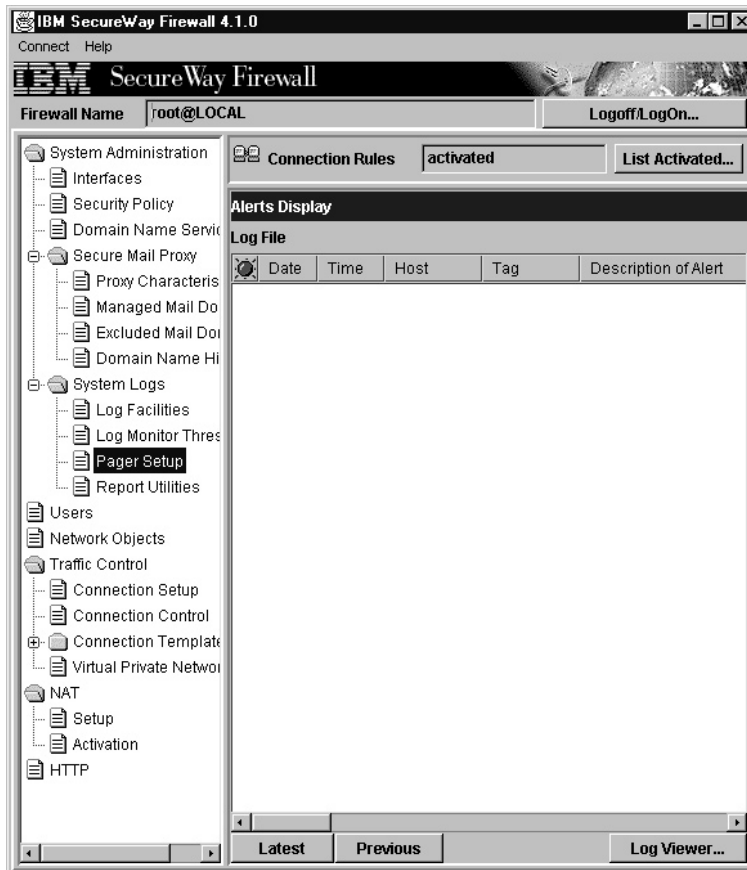 IBM SecureWay Firewall 4.1.0
Connect Help
IBM SecureWay Firewall
Firewall Name root@LOCAL Logoff/LogOn...
System Administration
Interfaces
Security Policy
Domain Name Servic
Secure Mail Proxy
Proxy Characteris
Managed Mail Do
Excluded Mail Do
Domain Name Hi
System Logs
Log Facilities
Log Monitor Thres
Pager Setup
Report Utilities
Users
Network Objects
Traffic Control
Connection Setup
Connection Control
Connection Template
Virtual Private Networ
NAT
Setup
Activation
HTTP
Connection Rules activated List Activated...
Alerts Display
Log File
Date Time Host Tag Description of Alert
Latest Previous Log Viewer...